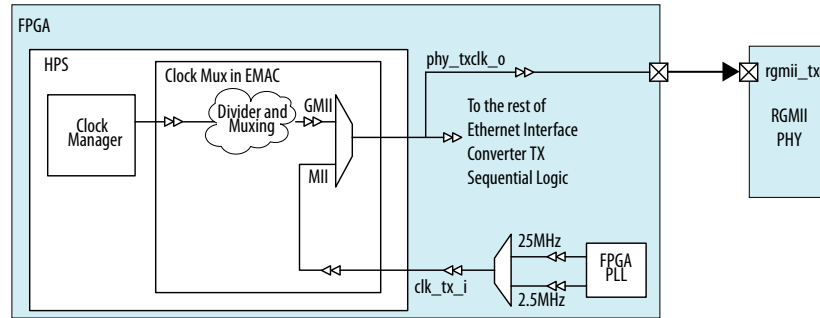 FPGA
HPS
Clock Mux in EMAC
Clock
Manager
Divider and
Muxing
GMII
MII
phy_txclk_o
To the rest of
Ethernet Interface
Converter TX
Sequential Logic
clk_tx_i
25MHz
2.5MHz
FPGA
PLL
rgmii_tx
RGMII
PHY